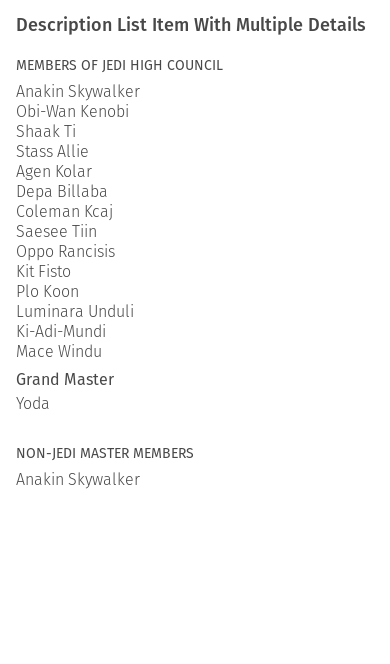 Description List Item With Multiple Details
MEMBERS OF JEDI HIGH COUNCIL
Anakin Skywalker
Obi-Wan Kenobi
Shaak Ti
Stass Allie
Agen Kolar
Depa Billaba
Coleman Kcaj
Saesee Tiin
Oppo Rancisis
Kit Fisto
Plo Koon
Luminara Unduli
Ki-Adi-Mundi
Mace Windu
Grand Master
Yoda
NON-JEDI MASTER MEMBERS
Anakin Skywalker